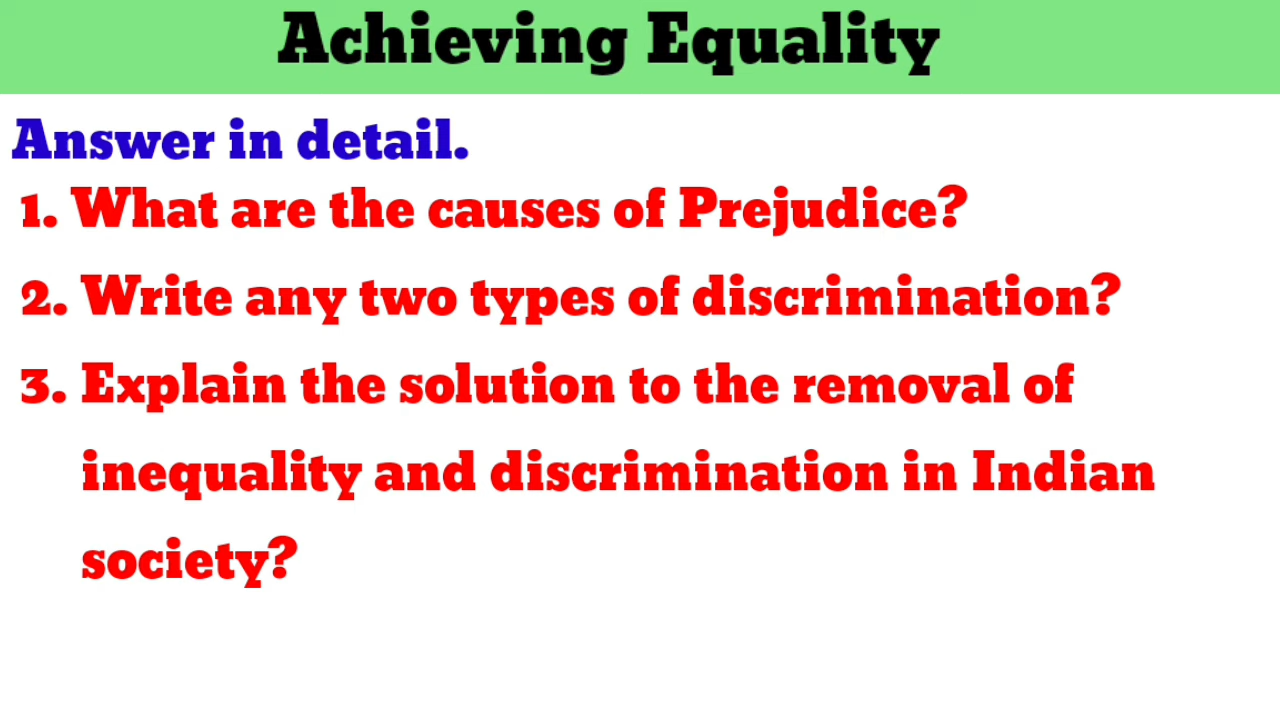 Achieving Equality
Answer in detail.
1. What are the causes of Prejudice?
2. Write any two types of discrimination?
3. Explain the solution to the removal of
inequality and discrimination in Indian
society?